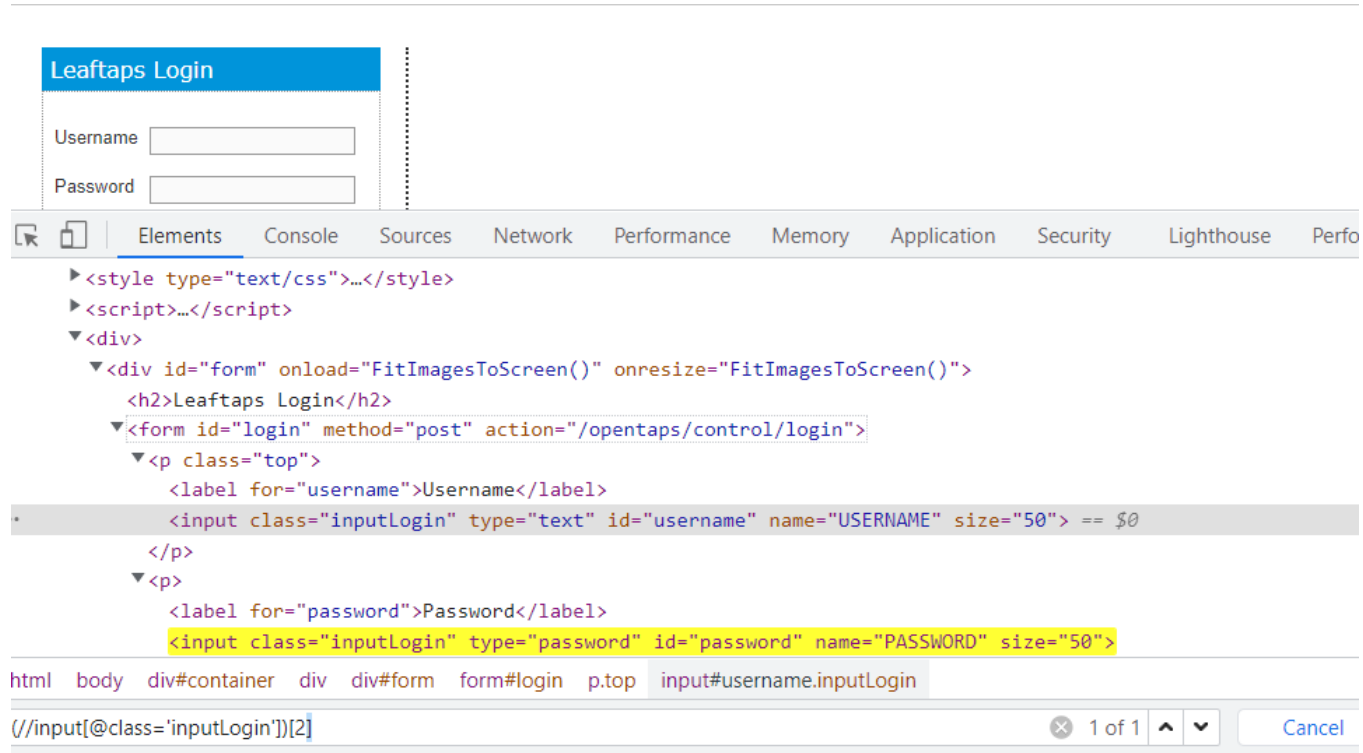 Leaftaps Login
Username
Password
Elements Console Sources Network Performance Memory Application Security Lighthouse Perfo
<style type="text/css">…</style>
<script>…</script>
<div>
<div id="form" onload="FitImagesToScreen()" onresize="FitImagesToScreen()">
<h2>Leaftaps Login</h2>
<form id="login" method="post" action="/opentaps/control/login">
<p class="top">
<label for="username">Username</label>
<input class="inputLogin" type="text" id="username" name="USERNAME" size="50"> == $0
</p>
<p>
<label for="password">Password</label>
<input class="inputLogin" type="password" id="password" name="PASSWORD" size="50">
html body div#container div div#form form#login p.top input#username.inputLogin
(//input[@class='inputLogin'])[2] 1 of 1 Cancel